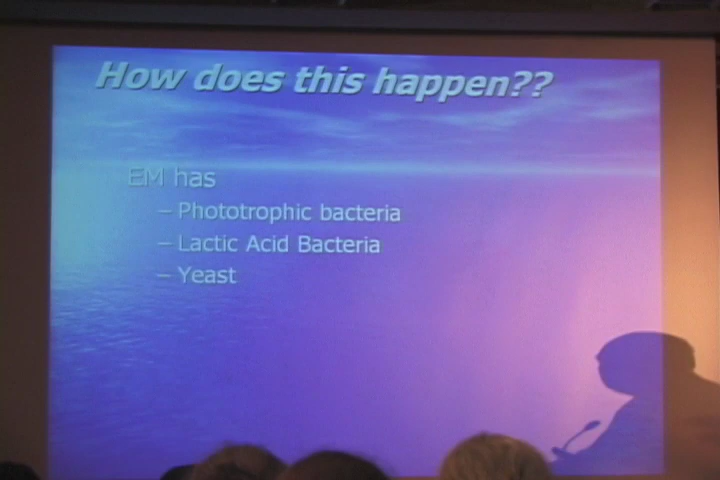 How does this happen??
EM has
– Phototrophic bacteria
– Lactic Acid Bacteria
– Yeast